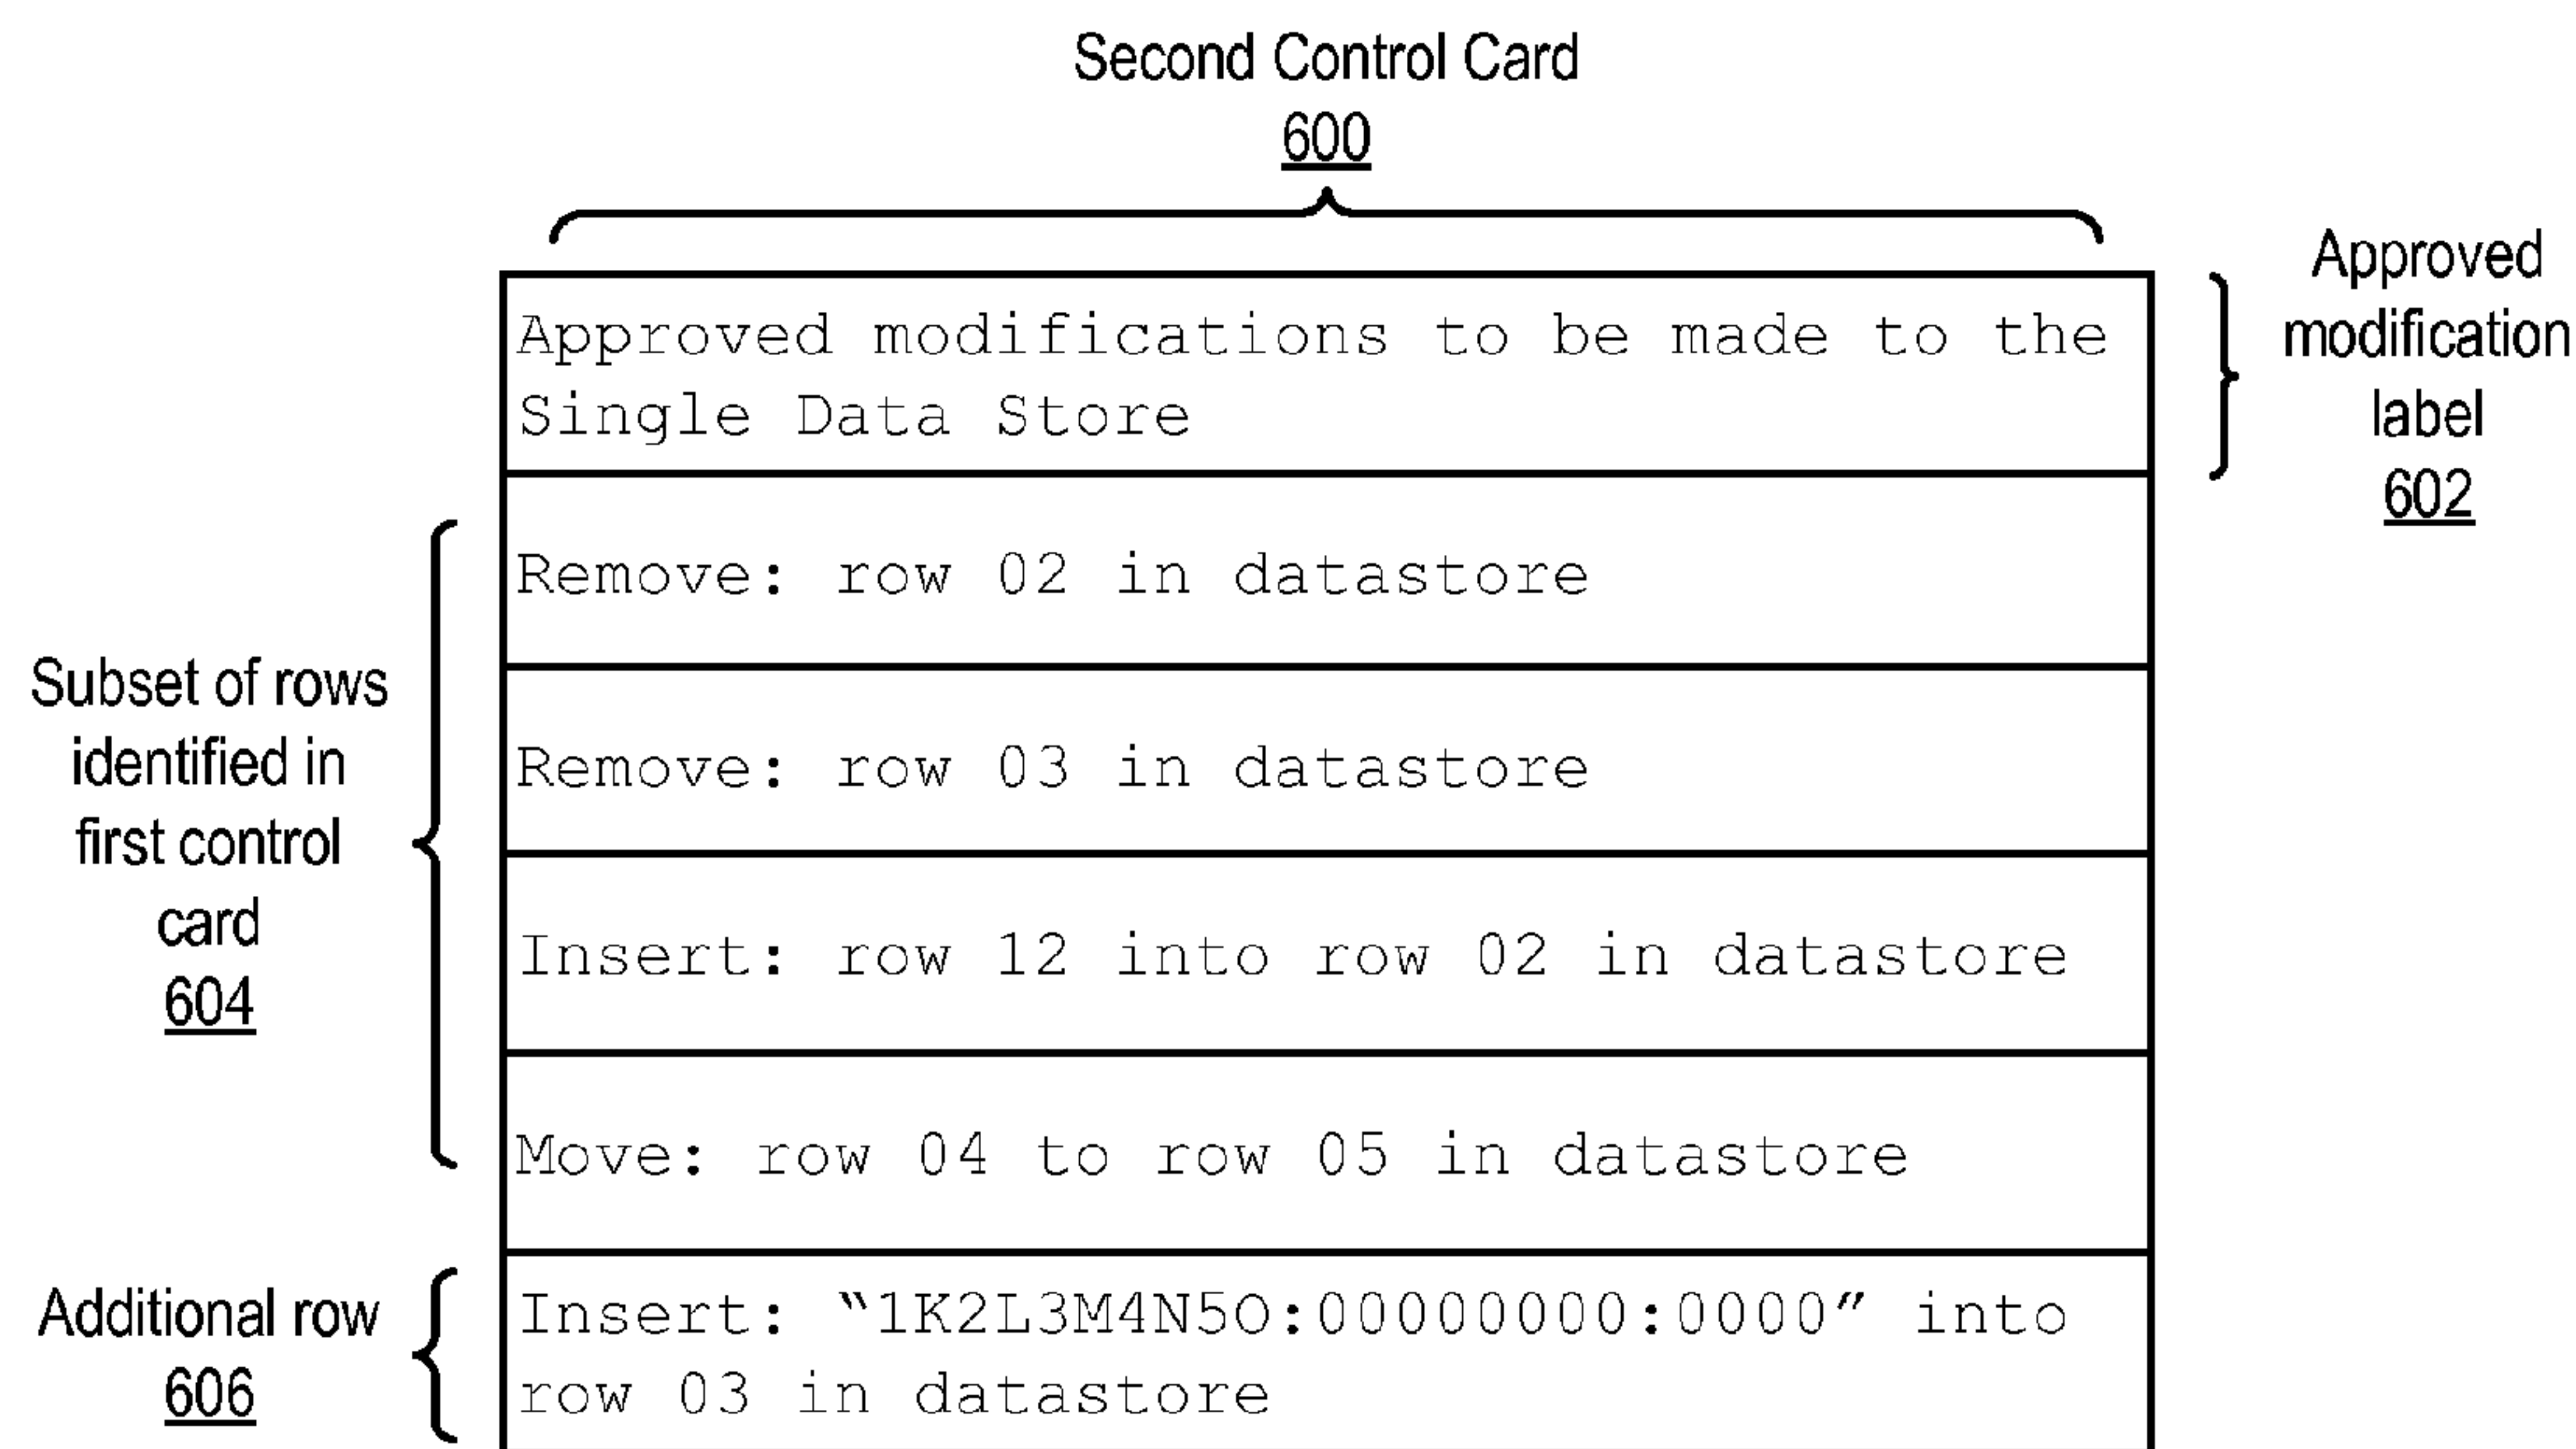 Second Control Card
600
Approved
modification
label
602
Approved modifications to be made to the
Single Data Store
Subset of rows
identified in
first control
card
604
Remove: row 02 in datastore
Remove: row 03 in datastore
Insert: row 12 into row 02 in datastore
Move: row 04 to row 05 in datastore
Additional row
606
Insert: “1K2L3M4N5O:00000000:0000” into
row 03 in datastore